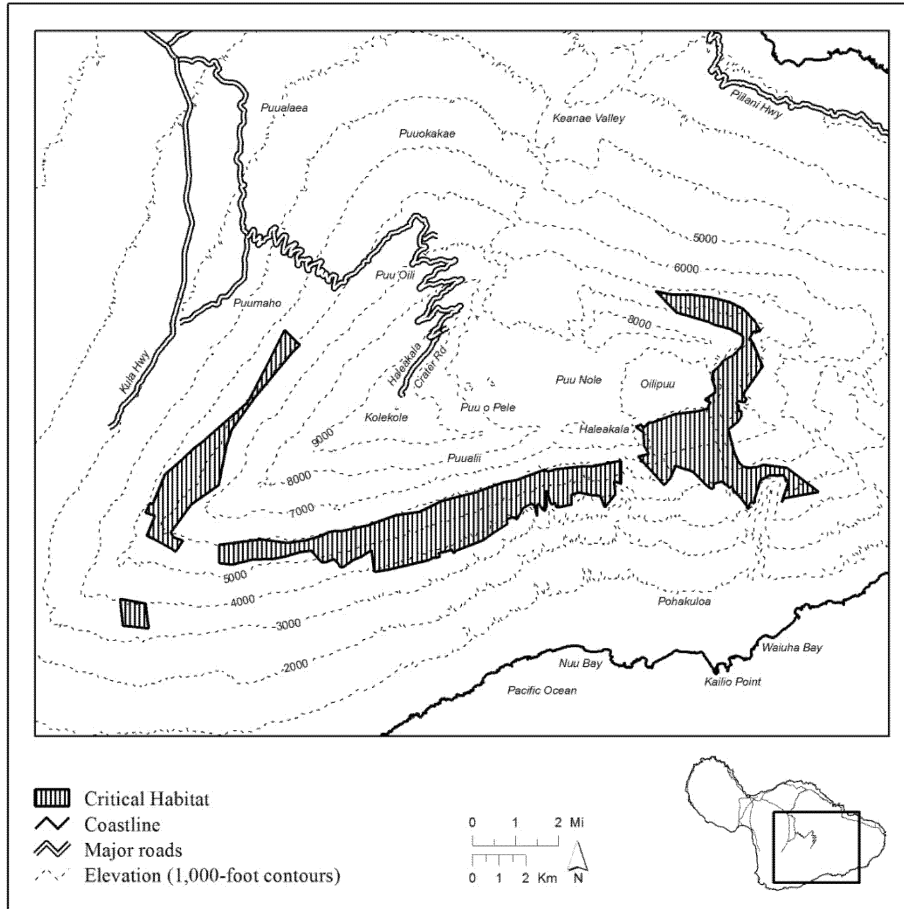 Puualaea
Puuokakae
Keanae Valley
Piilani Hwy
5000
6000
Puu Oili
Puumaho
8000
Kula Hwy
Haleakala
Crater Rd
Puu Nole
Oilipuu
Kolekole
Puu o Pele
9000
Haleakala
Puualii
8000
7000
5000
4000
3000
2000
Pohakuloa
Waiuha Bay
Nuu Bay
Kailio Point
Pacific Ocean
Critical Habitat
Coastline
Major roads
Elevation (1,000-foot contours)
0 1 2 Mi
0 1 2 Km
N